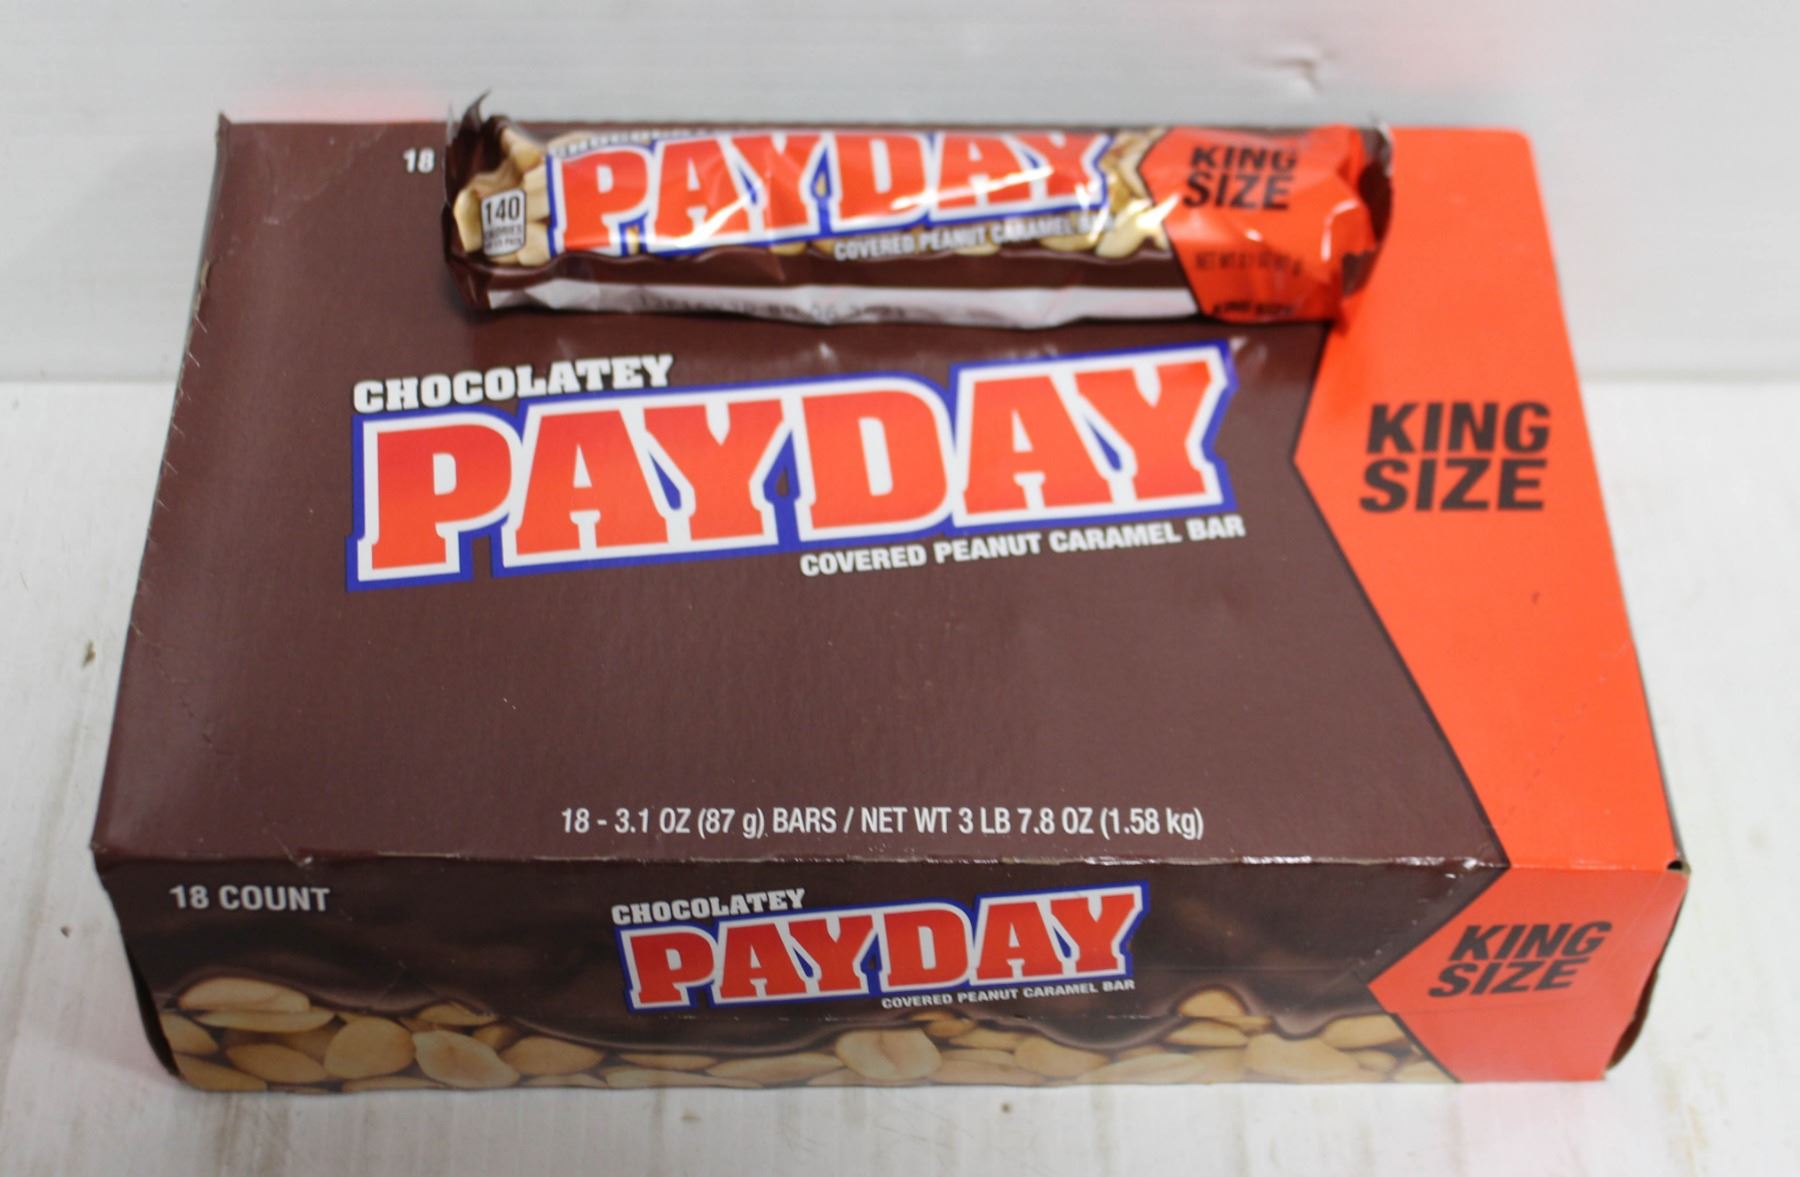 18
PAYDAY
KING
SIZE
140
COVERED PEANUT CARAMEL
CHOCOLATEY
PAYDAY
COVERED PEANUT CARAMEL BAR
KING
SIZE
18 - 3.1 OZ (87 g) BARS / NET WT 3 LB 7.8 OZ (1.58 kg)
18 COUNT
CHOCOLATEY
PAYDAY
COVERED PEANUT CARAMEL BAR
KING
SIZE